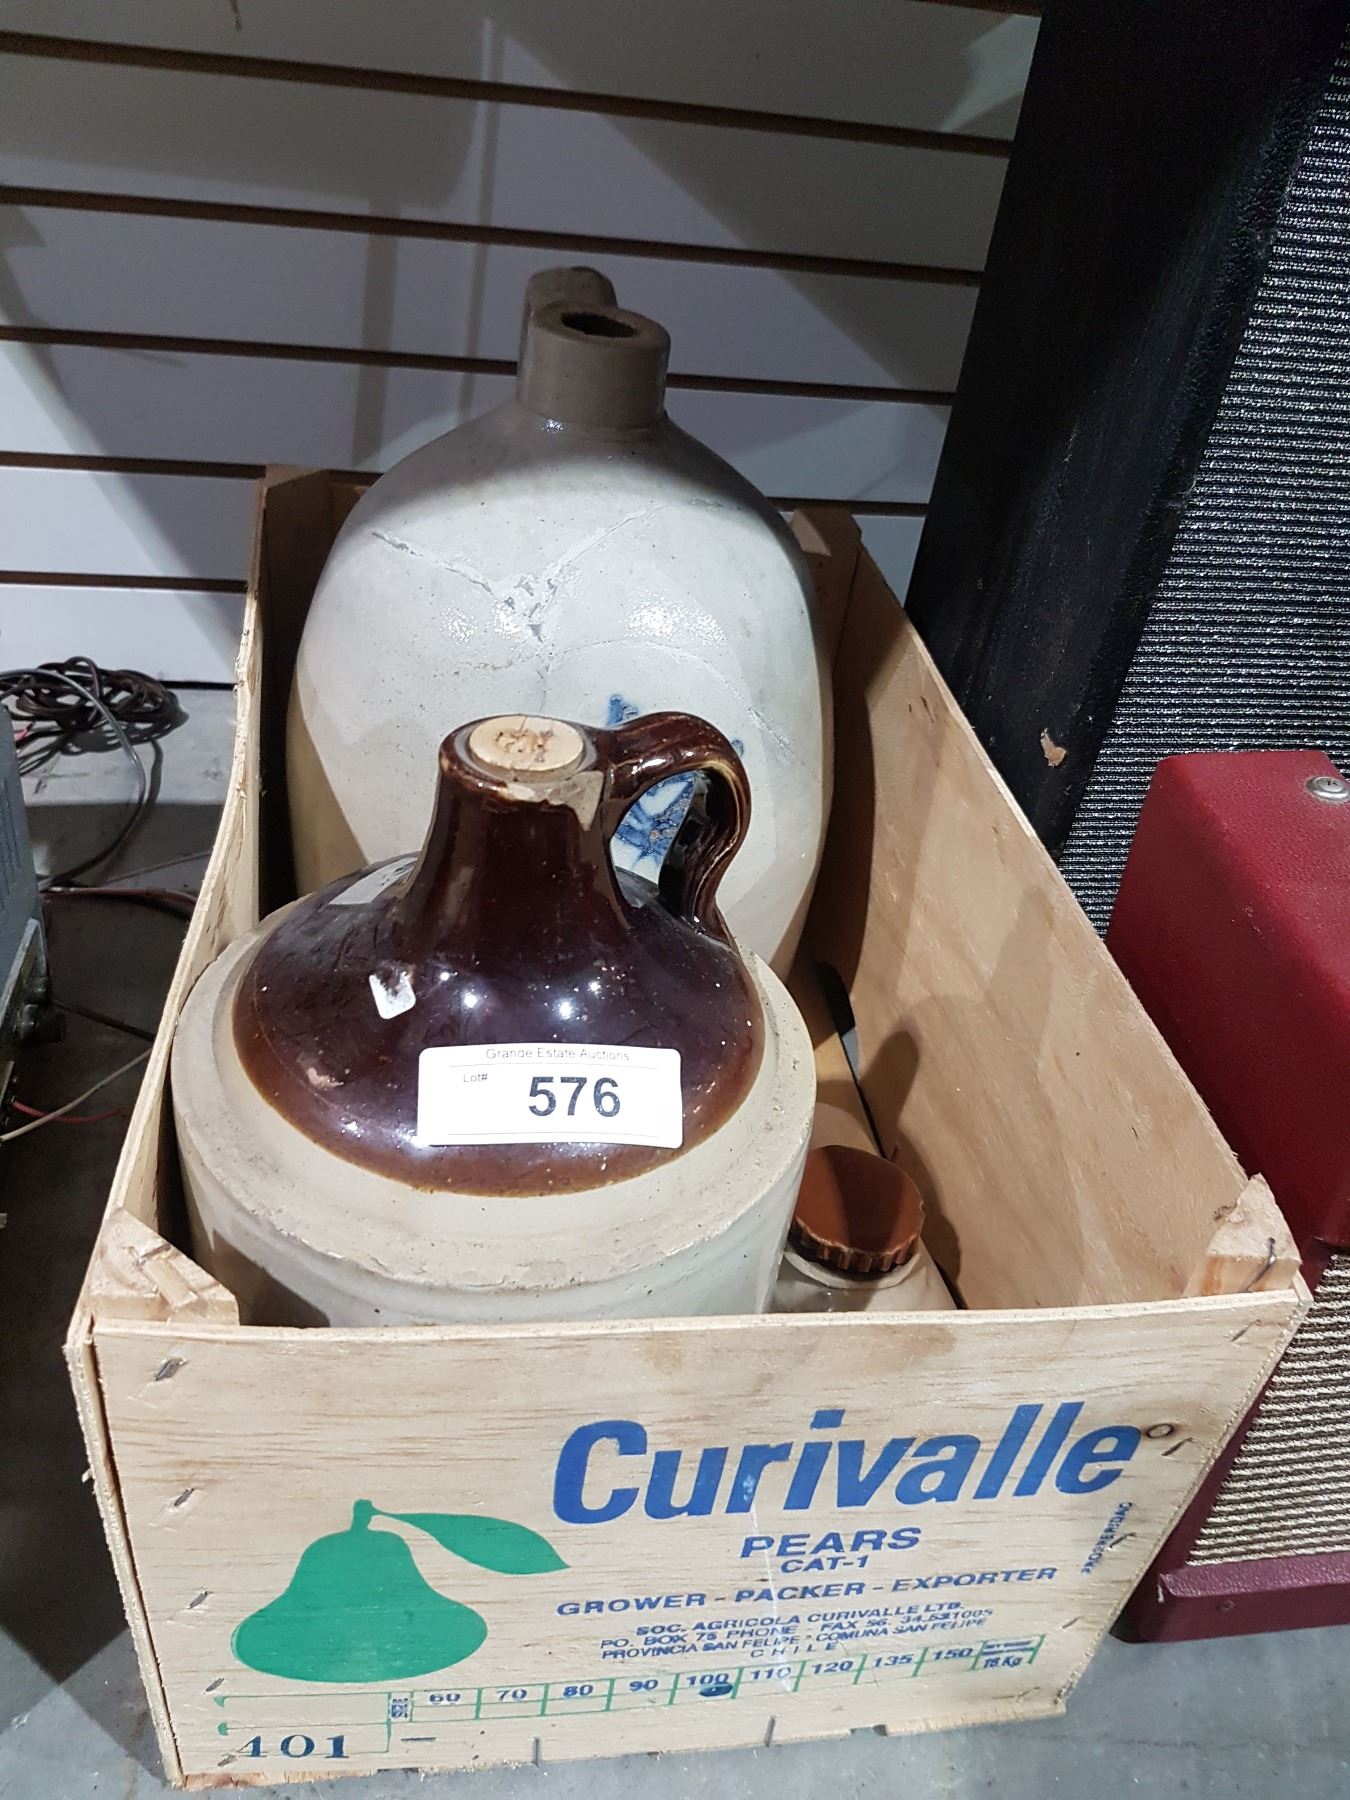 Grande Estate Auctions
Lot# 576
Curivalle
PEARS
CAT-1
GROWER - PACKER - EXPORTER
SOC. AGRICOLA CURIVALLE LTD.
PO. BOX 75 PHONE - FAX 56. 34.531005
PROVINCIA SAN FELIPE - COMUNA SAN FELIPE
CHILE
60 70 80 90 100 110 120 135 150
18 Kg
401